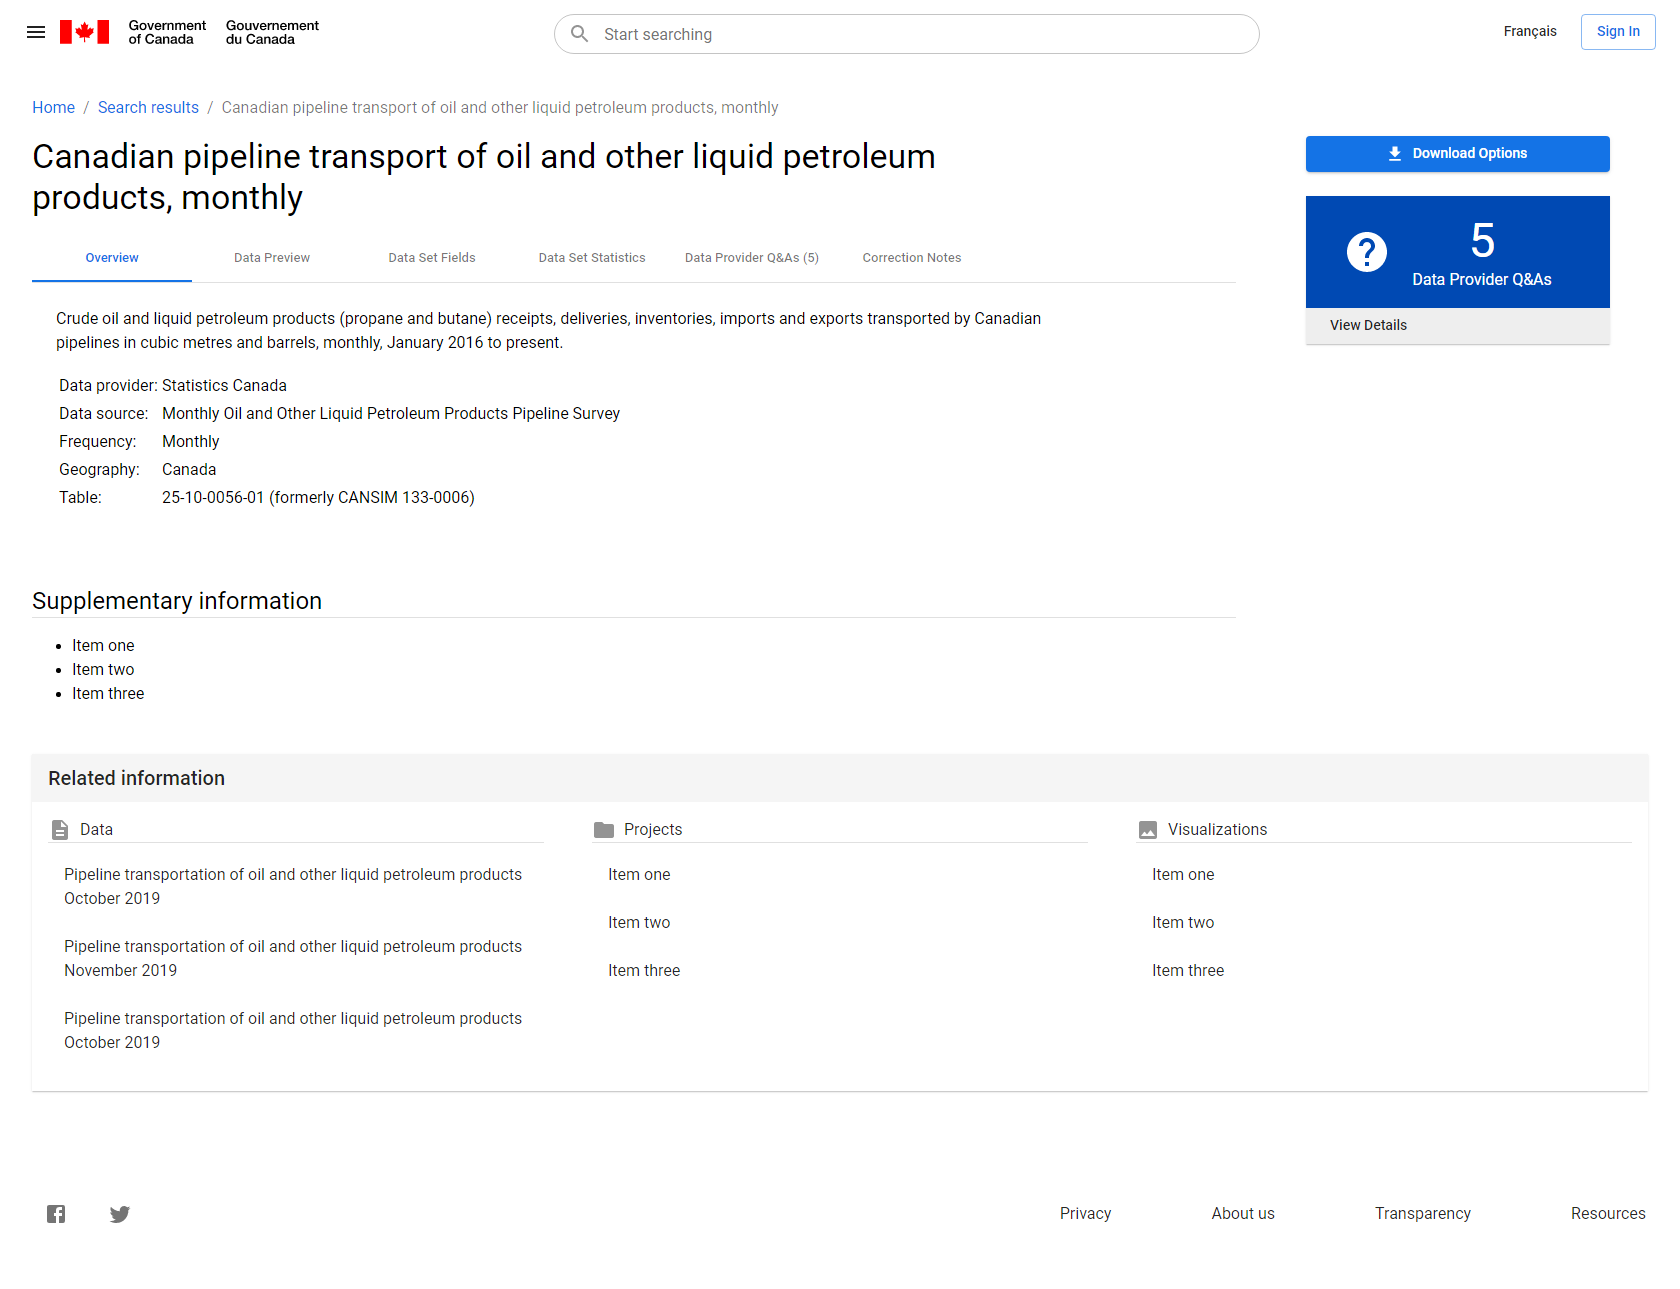 Government
of Canada
Gouvernement
du Canada
Start searching
Français
Sign In
Home / Search results / Canadian pipeline transport of oil and other liquid petroleum products, monthly
Canadian pipeline transport of oil and other liquid petroleum
products, monthly
Download Options
5
Data Provider Q&As
View Details
Overview
Data Preview
Data Set Fields
Data Set Statistics
Data Provider Q&As (5)
Correction Notes
Crude oil and liquid petroleum products (propane and butane) receipts, deliveries, inventories, imports and exports transported by Canadian
pipelines in cubic metres and barrels, monthly, January 2016 to present.
Data provider: Statistics Canada
Data source: Monthly Oil and Other Liquid Petroleum Products Pipeline Survey
Frequency: Monthly
Geography: Canada
Table: 25-10-0056-01 (formerly CANSIM 133-0006)
Supplementary information
• Item one
• Item two
• Item three
Related information
Data
Pipeline transportation of oil and other liquid petroleum products
October 2019
Pipeline transportation of oil and other liquid petroleum products
November 2019
Pipeline transportation of oil and other liquid petroleum products
October 2019
Projects
Item one
Item two
Item three
Visualizations
Item one
Item two
Item three
Privacy
About us
Transparency
Resources